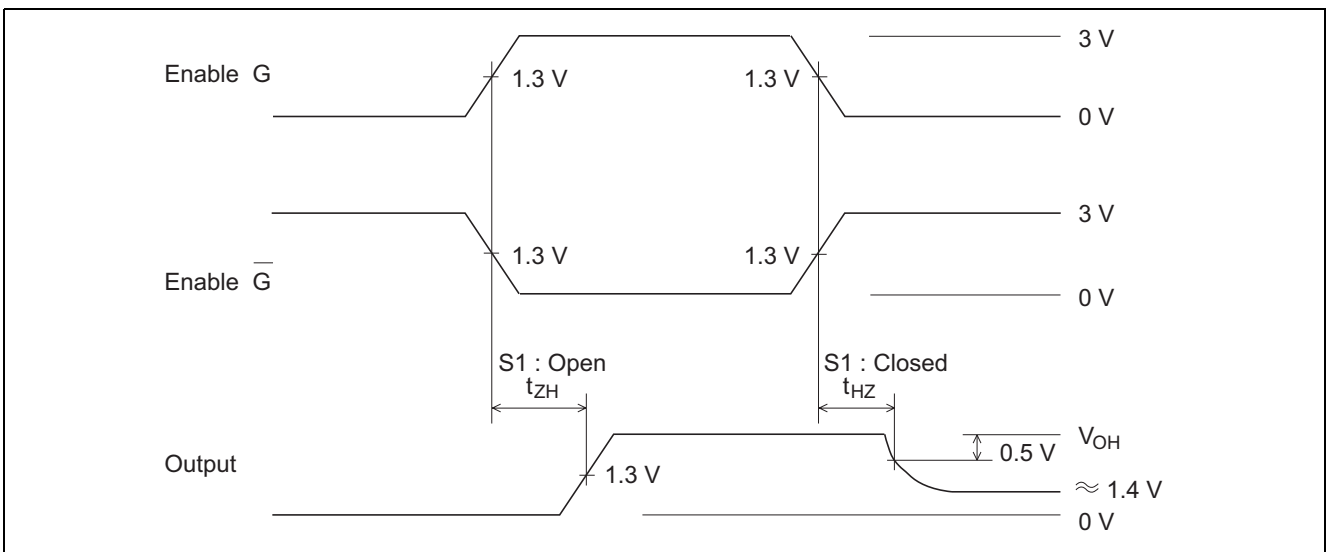 3 V
Enable G
1.3 V 1.3 V
0 V
3 V
1.3 V 1.3 V
Enable G̅
0 V
S1 : Open S1 : Closed
tZH tHZ
VOH
0.5 V
Output
1.3 V
≈ 1.4 V
0 V